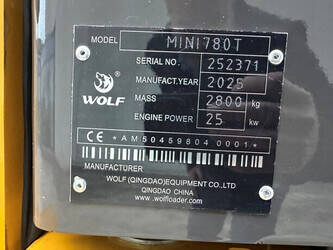 MODEL MINI780T
SERIAL NO. 252371
MANUFACT.YEAR 2025
MASS 2800 kg
ENGINE POWER 25 kw
WOLF
CE *AM50459804 0001*
MANUFACTURER
WOLF (QINGDAO)EQUIPMENT CO.,LTD
QINGDAO CHINA
www.wolfloader.com